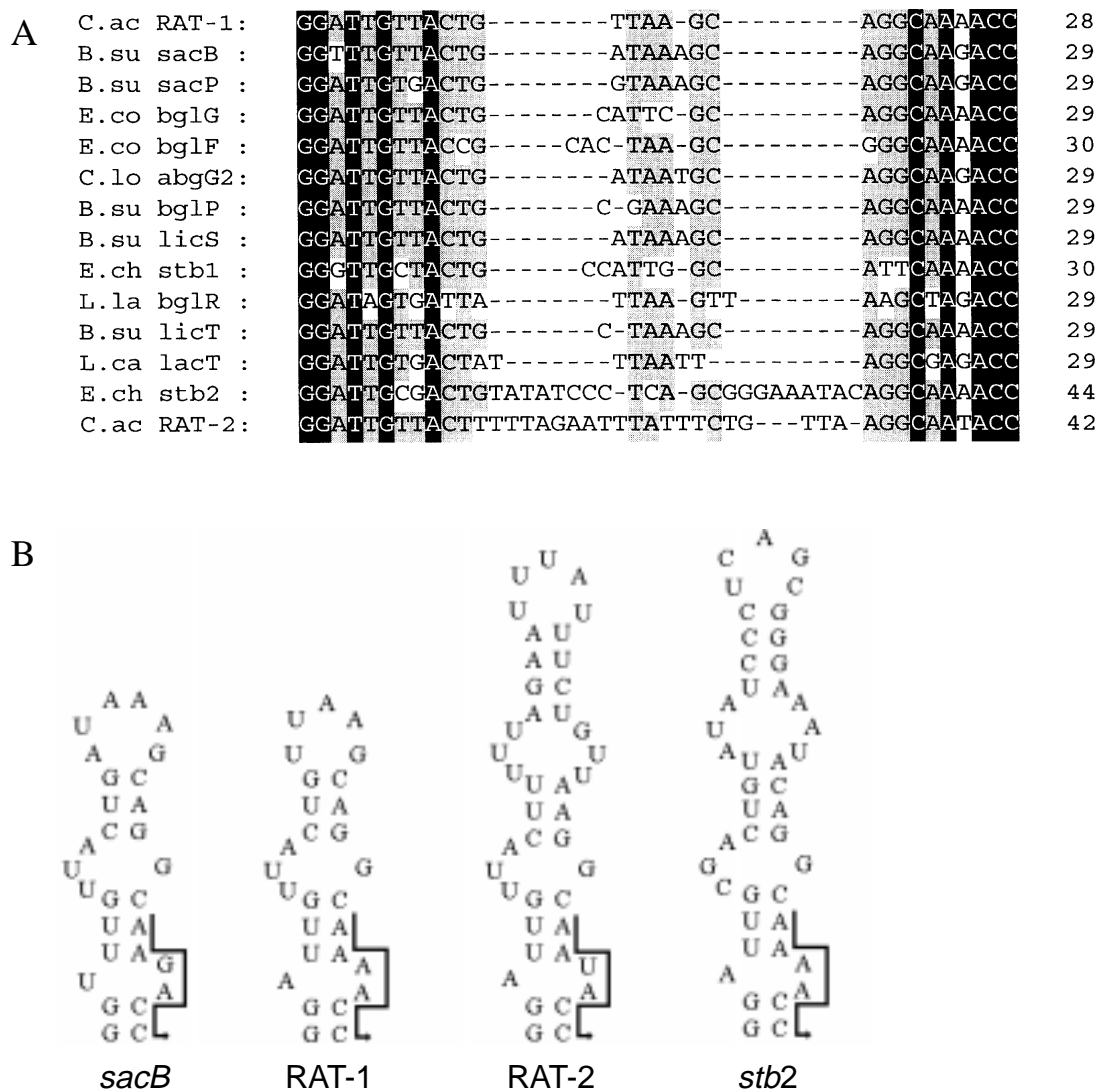 A
C.ac RAT-1: GGATTGTTACTG--------TTAA-GC---------AGGCAAAACC 28
B.su sacB : GGTTTGTTACTG--------ATAAAGC---------AGGCAAGACC 29
B.su sacP : GGATTGTGACTG--------GTAAAGC---------AGGCAAGACC 29
E.co bglG : GGATTGTTACTG-------CATTC-GC---------AGGCAAAACC 29
E.co bglF : GGATTGTTACCG-----CAC-TAA-GC---------GGGCAAAACC 30
C.lo abgG2: GGATTGTTACTG--------ATAATGC---------AGGCAAGACC 29
B.su bglP : GGATTGTTACTG-------C-GAAAGC---------AGGCAAGACC 29
B.su licS : GGATTGTTACTG--------ATAAAGC---------AGGCAAAACC 29
E.ch stb1 : GGGTTGCTACTG------CCATTG-GC---------ATTCAAAACC 30
L.la bglR : GGATAGTGATTA--------TTAA-GTT--------AAGCTAGACC 29
B.su licT : GGATTGTTACTG-------C-TAAAGC---------AGGCAAAACC 29
L.ca lacT : GGATTGTGACTAT-------TTAATT----------AGGCGAGACC 29
E.ch stb2 : GGATTGCGACTGTATATCCC-TCA-GCGGGAAATACAGGCAAAACC 44
C.ac RAT-2: GGATTGTTACTTTTTAGAATTTATTTCTG---TTA-AGGCAATACC 42
B
GGUUUGUUACUGAUAAAGCAGGCAAGACC
sacB
GGAUUGUUACUGUUAAGCAGGCAAAACC
RAT-1
GGAUUGUUACUUUUUAGAAUUUAUUUCUGUUAAGGCAAUACC
RAT-2
GGAUUGCGACUGUAUAUCCCUCAGCGGGAAAUACAGGCAAAACC
stb2